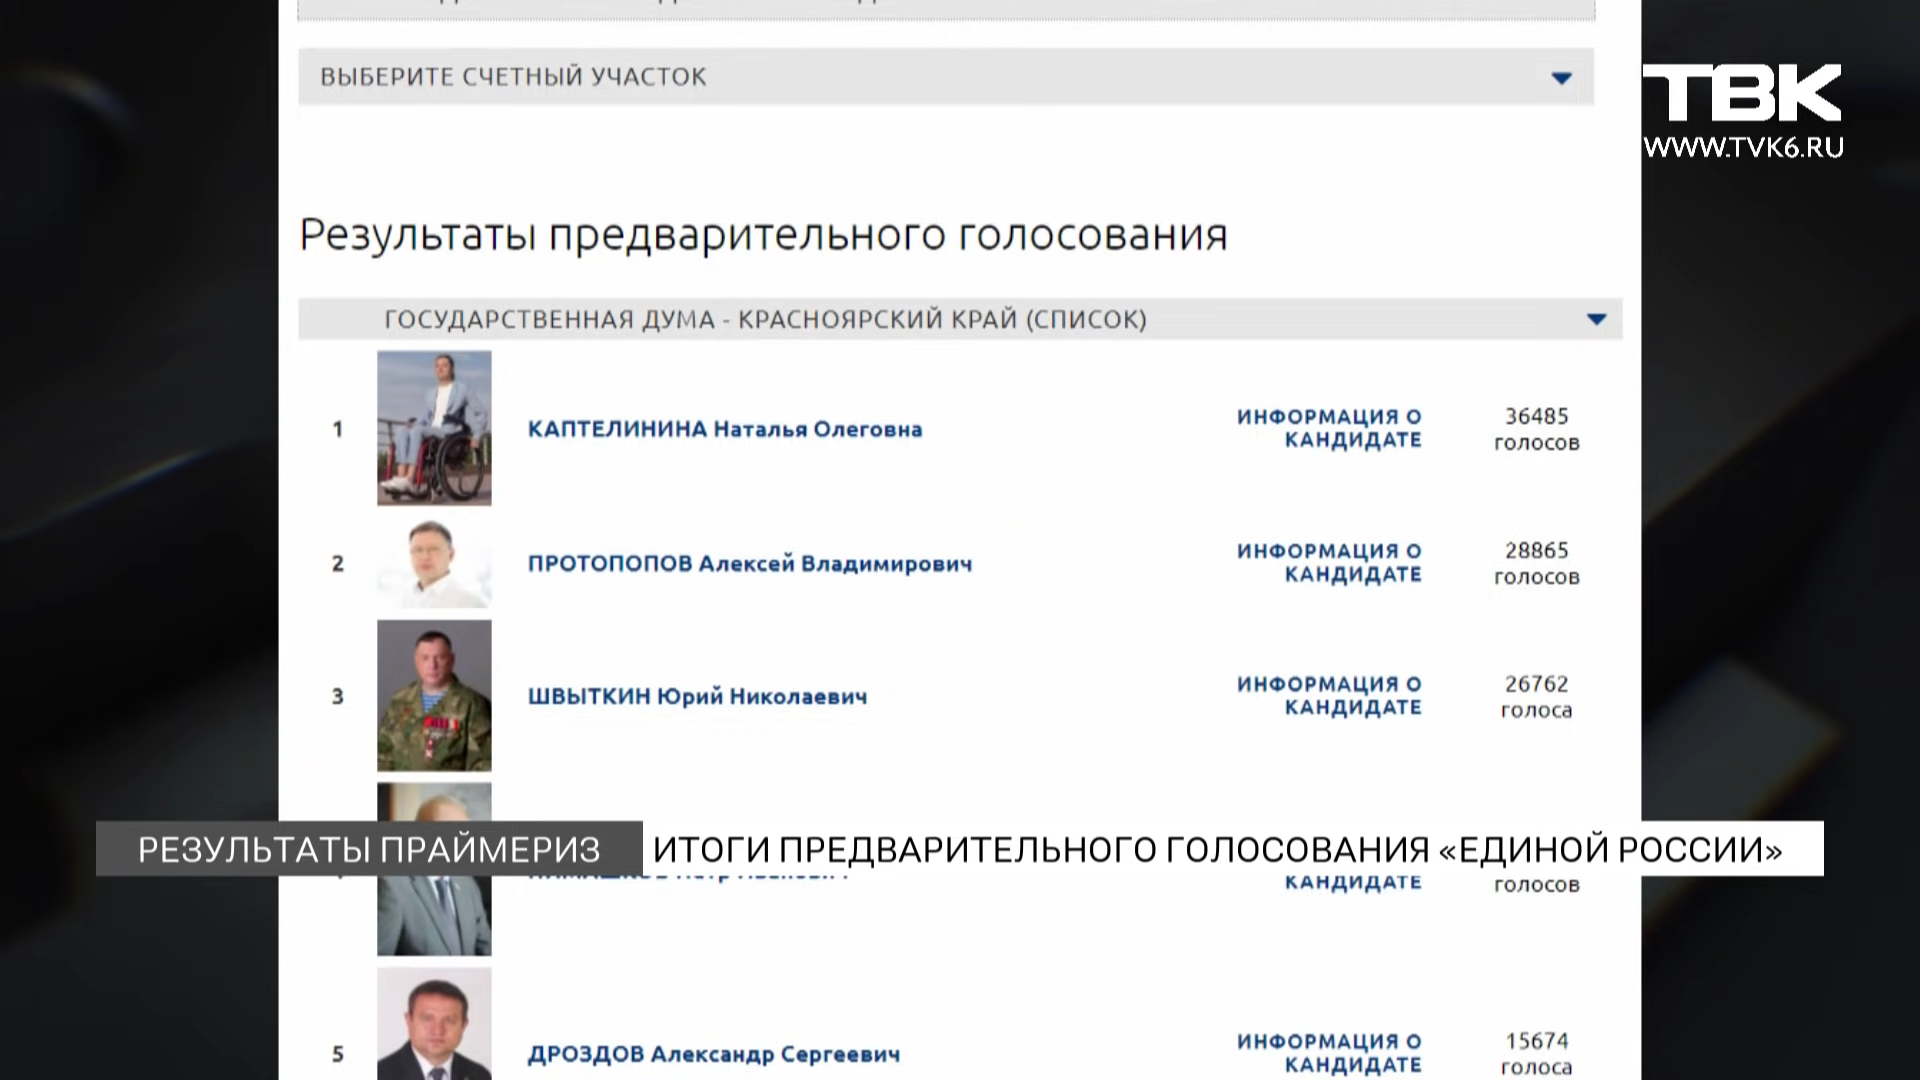 ВЫБЕРИТЕ СЧЕТНЫЙ УЧАСТОК
ТВК
WWW.TVK6.RU
Результаты предварительного голосования
ГОСУДАРСТВЕННАЯ ДУМА - КРАСНОЯРСКИЙ КРАЙ (СПИСОК)
1 КАПТЕЛИНИНА Наталья Олеговна ИНФОРМАЦИЯ О КАНДИДАТЕ 36485 голосов
2 ПРОТОПОПОВ Алексей Владимирович ИНФОРМАЦИЯ О КАНДИДАТЕ 28865 голосов
3 ШВЫТКИН Юрий Николаевич ИНФОРМАЦИЯ О КАНДИДАТЕ 26762 голоса
РЕЗУЛЬТАТЫ ПРАЙМЕРИЗ ИТОГИ ПРЕДВАРИТЕЛЬНОГО ГОЛОСОВАНИЯ «ЕДИНОЙ РОССИИ»
КАНДИДАТЕ голосов
5 ДРОЗДОВ Александр Сергеевич ИНФОРМАЦИЯ О КАНДИДАТЕ 15674 голоса